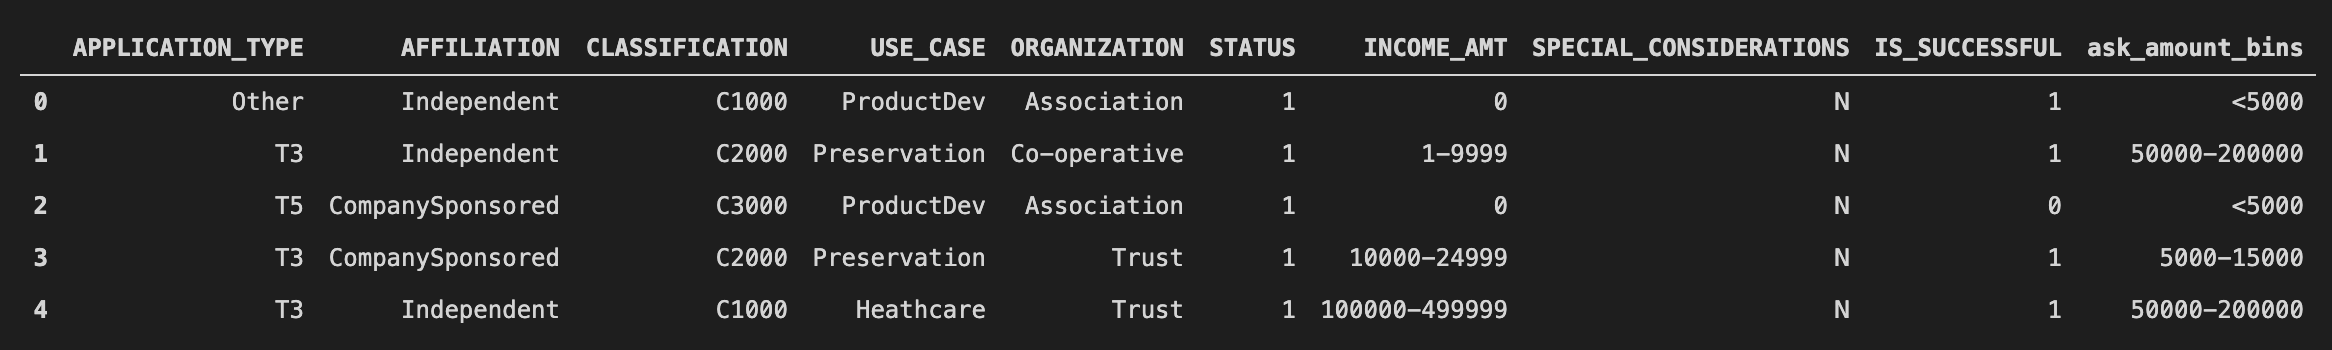 APPLICATION_TYPE AFFILIATION CLASSIFICATION USE_CASE ORGANIZATION STATUS INCOME_AMT SPECIAL_CONSIDERATIONS IS_SUCCESSFUL ask_amount_bins
0 Other Independent C1000 ProductDev Association 1 0 N 1 <5000
1 T3 Independent C2000 Preservation Co-operative 1 1-9999 N 1 50000-200000
2 T5 CompanySponsored C3000 ProductDev Association 1 0 N 0 <5000
3 T3 CompanySponsored C2000 Preservation Trust 1 10000-24999 N 1 5000-15000
4 T3 Independent C1000 Heathcare Trust 1 100000-499999 N 1 50000-200000